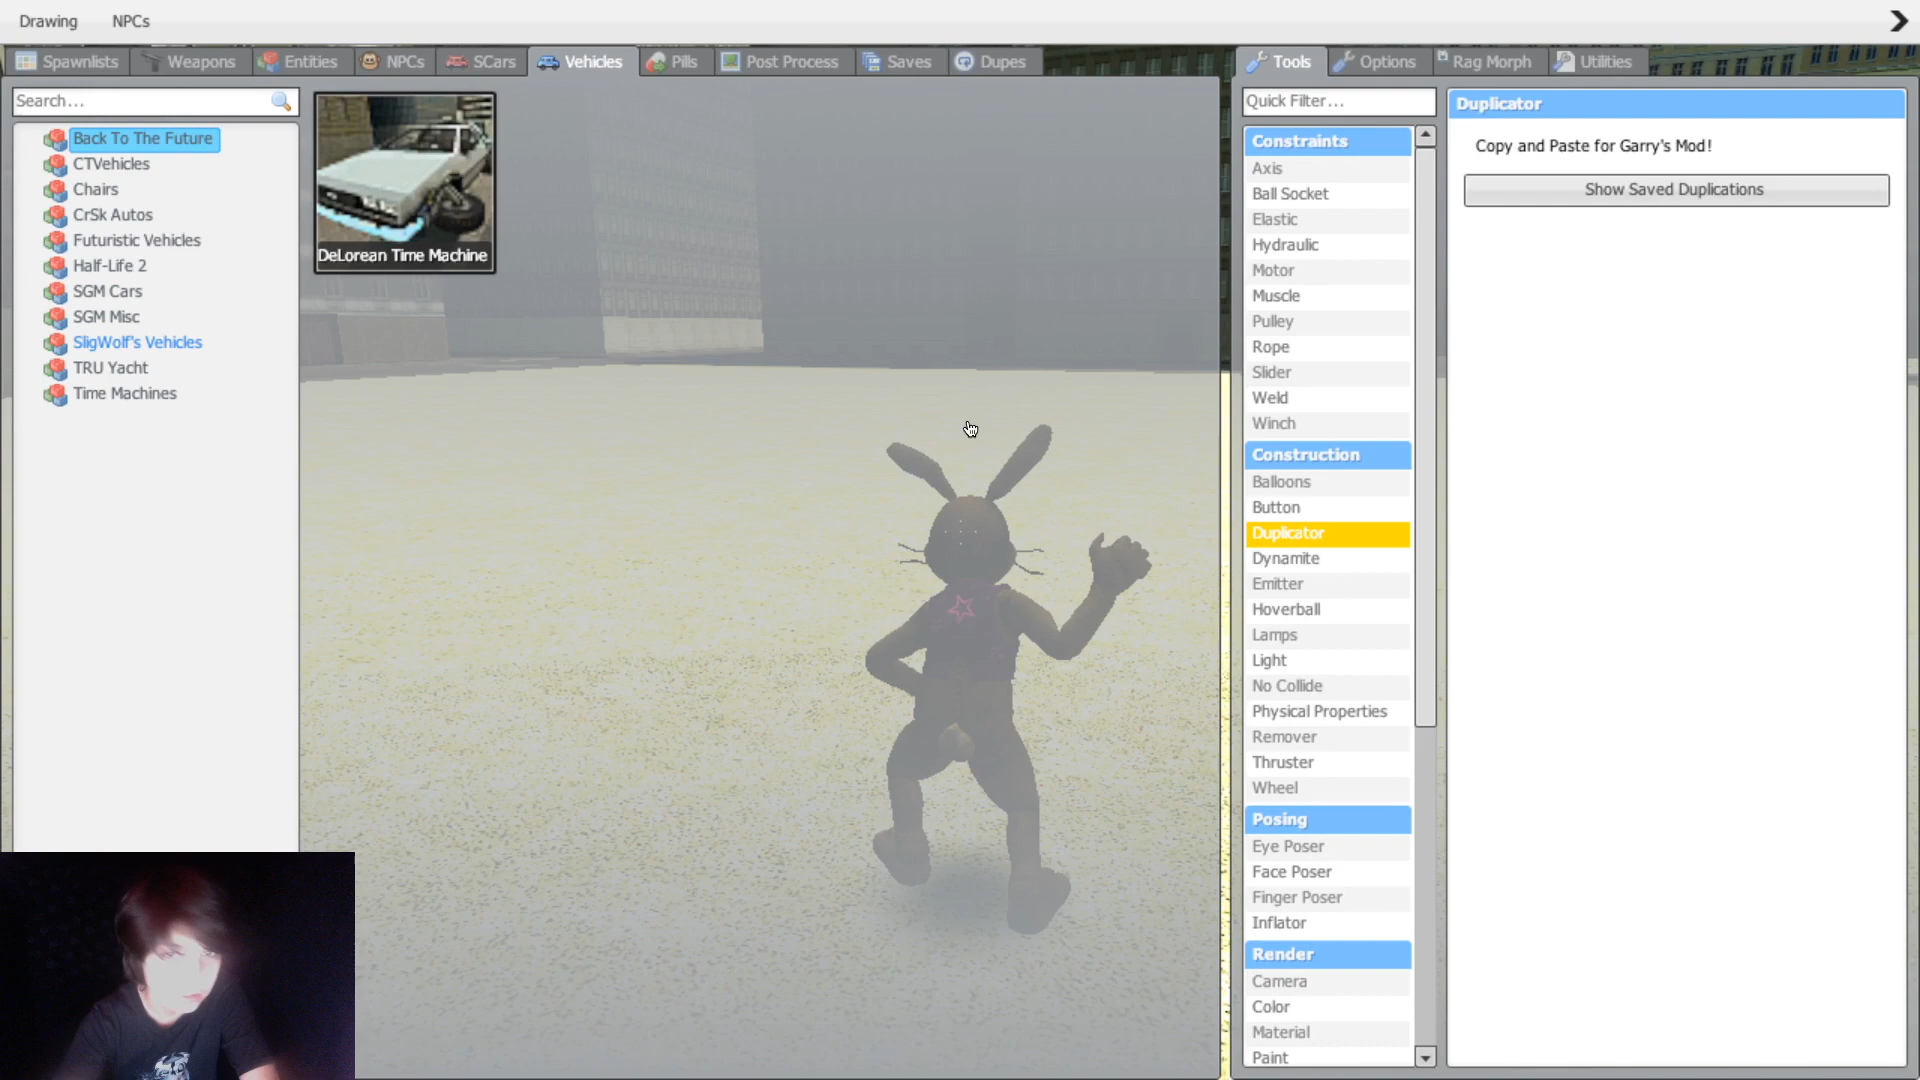 Drawing NPCs
Spawnlists Weapons Entities NPCs SCars Vehicles Pills Post Process Saves Dupes
Tools Options Rag Morph Utilities
Search...
Back To The Future
CTVehicles
Chairs
CrSk Autos
Futuristic Vehicles
Half-Life 2
SGM Cars
SGM Misc
SligWolf's Vehicles
TRU Yacht
Time Machines
DeLorean Time Machine
Quick Filter...
Constraints
Axis
Ball Socket
Elastic
Hydraulic
Motor
Muscle
Pulley
Rope
Slider
Weld
Winch
Construction
Balloons
Button
Duplicator
Dynamite
Emitter
Hoverball
Lamps
Light
No Collide
Physical Properties
Remover
Thruster
Wheel
Posing
Eye Poser
Face Poser
Finger Poser
Inflator
Render
Camera
Color
Material
Paint
Duplicator
Copy and Paste for Garry's Mod!
Show Saved Duplications